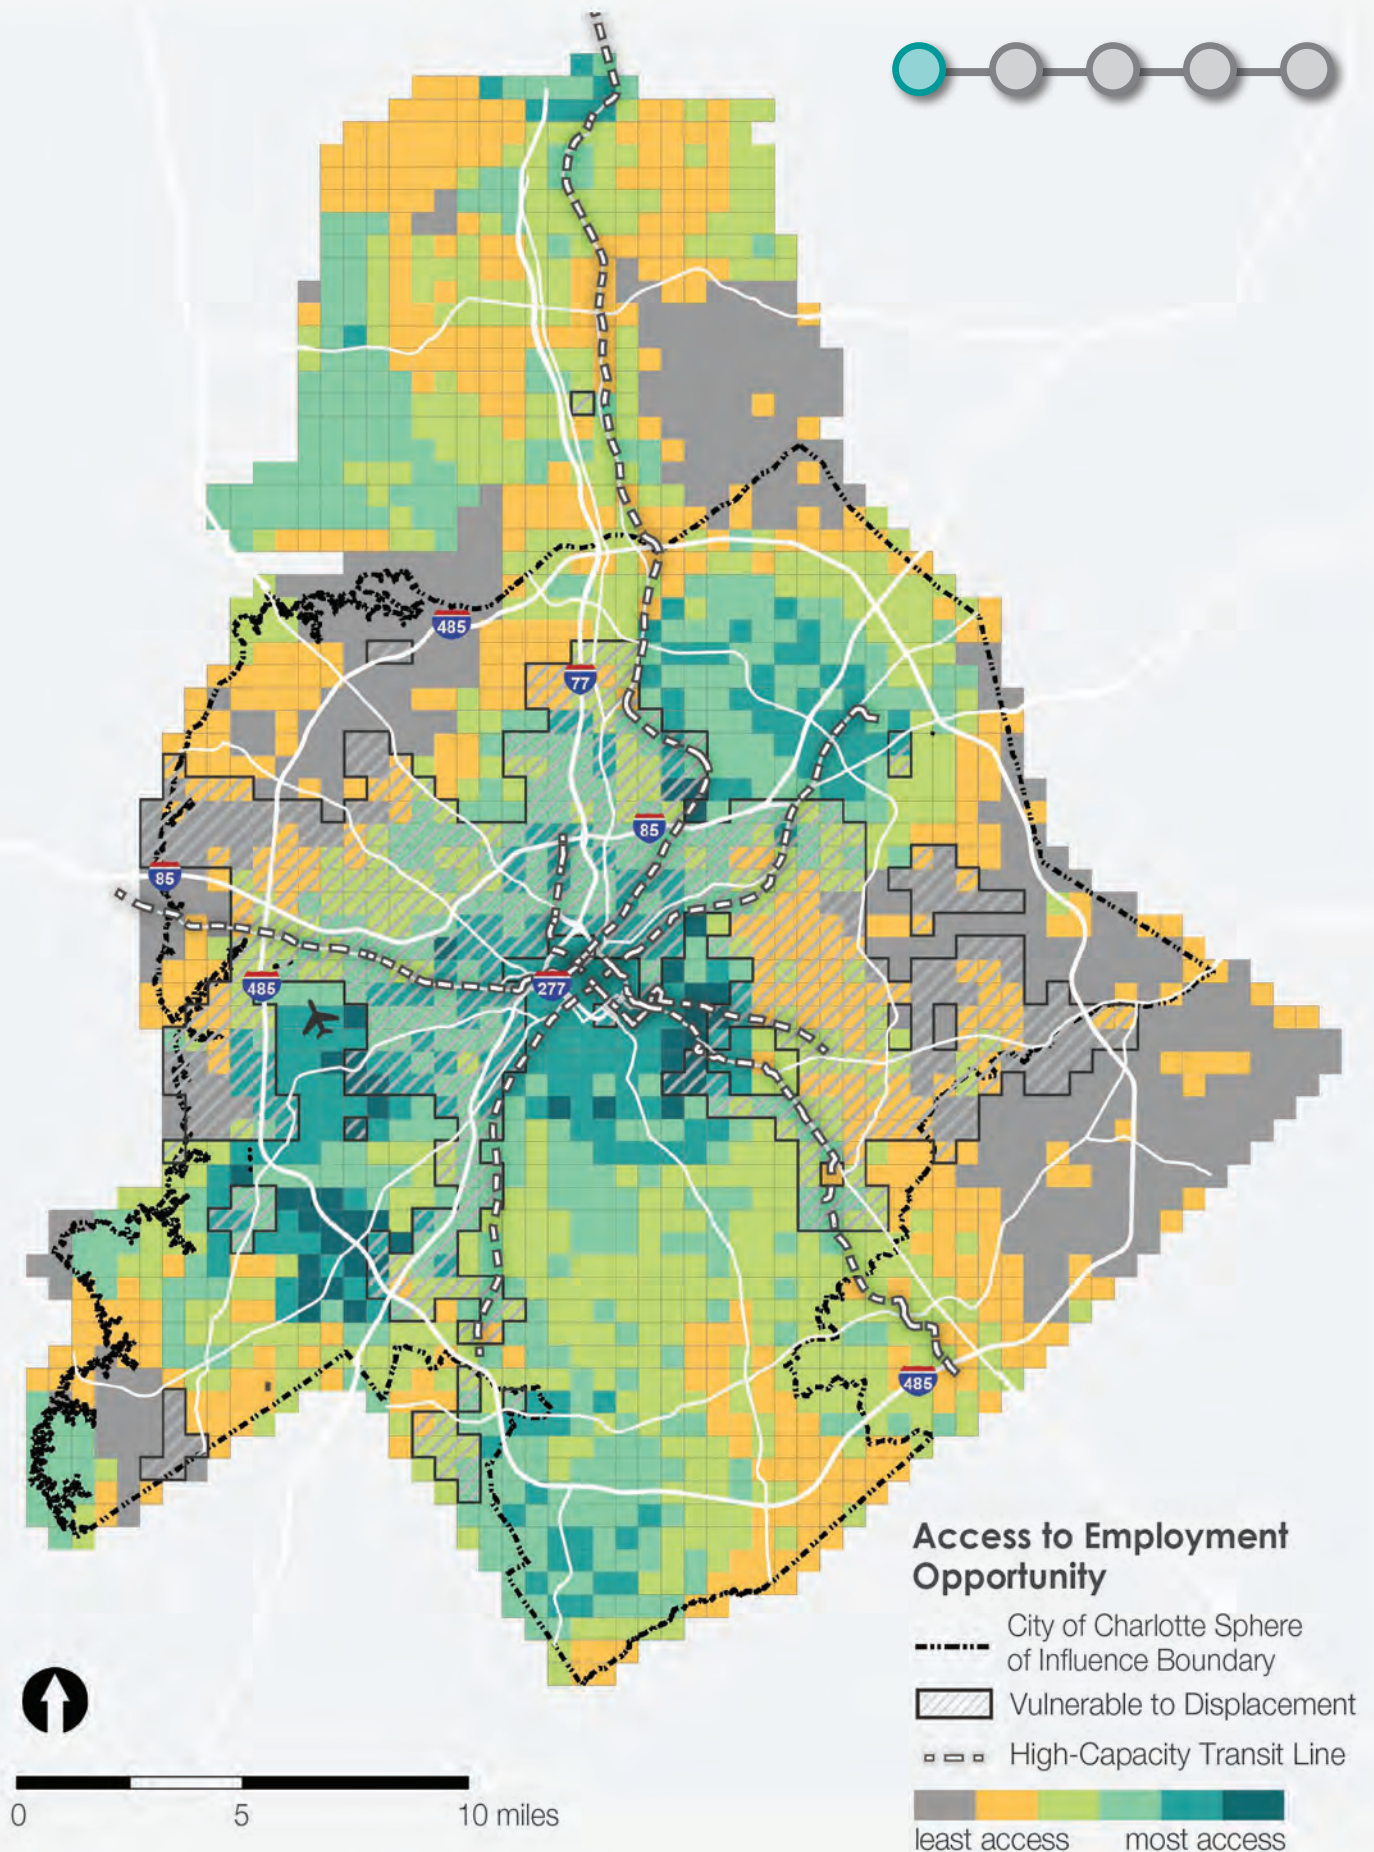 485
77
85
85
485
277
485
Access to Employment
Opportunity
City of Charlotte Sphere
of Influence Boundary
Vulnerable to Displacement
High-Capacity Transit Line
least access
most access
0
5
10 miles